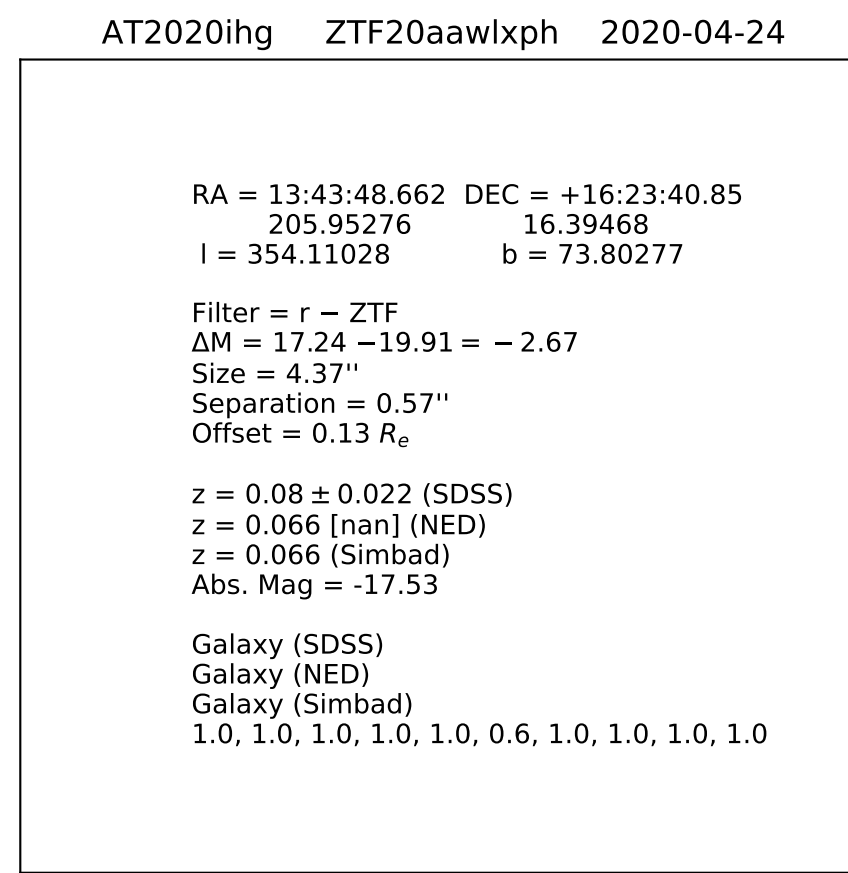 AT2020ihg ZTF20aawlxph 2020-04-24
RA = 13:43:48.662 DEC = +16:23:40.85
205.95276 16.39468
l = 354.11028 b = 73.80277
Filter = r − ZTF
ΔM = 17.24 −19.91 = − 2.67
Size = 4.37''
Separation = 0.57''
Offset = 0.13 Re
z = 0.08 ± 0.022 (SDSS)
z = 0.066 [nan] (NED)
z = 0.066 (Simbad)
Abs. Mag = -17.53
Galaxy (SDSS)
Galaxy (NED)
Galaxy (Simbad)
1.0, 1.0, 1.0, 1.0, 1.0, 0.6, 1.0, 1.0, 1.0, 1.0